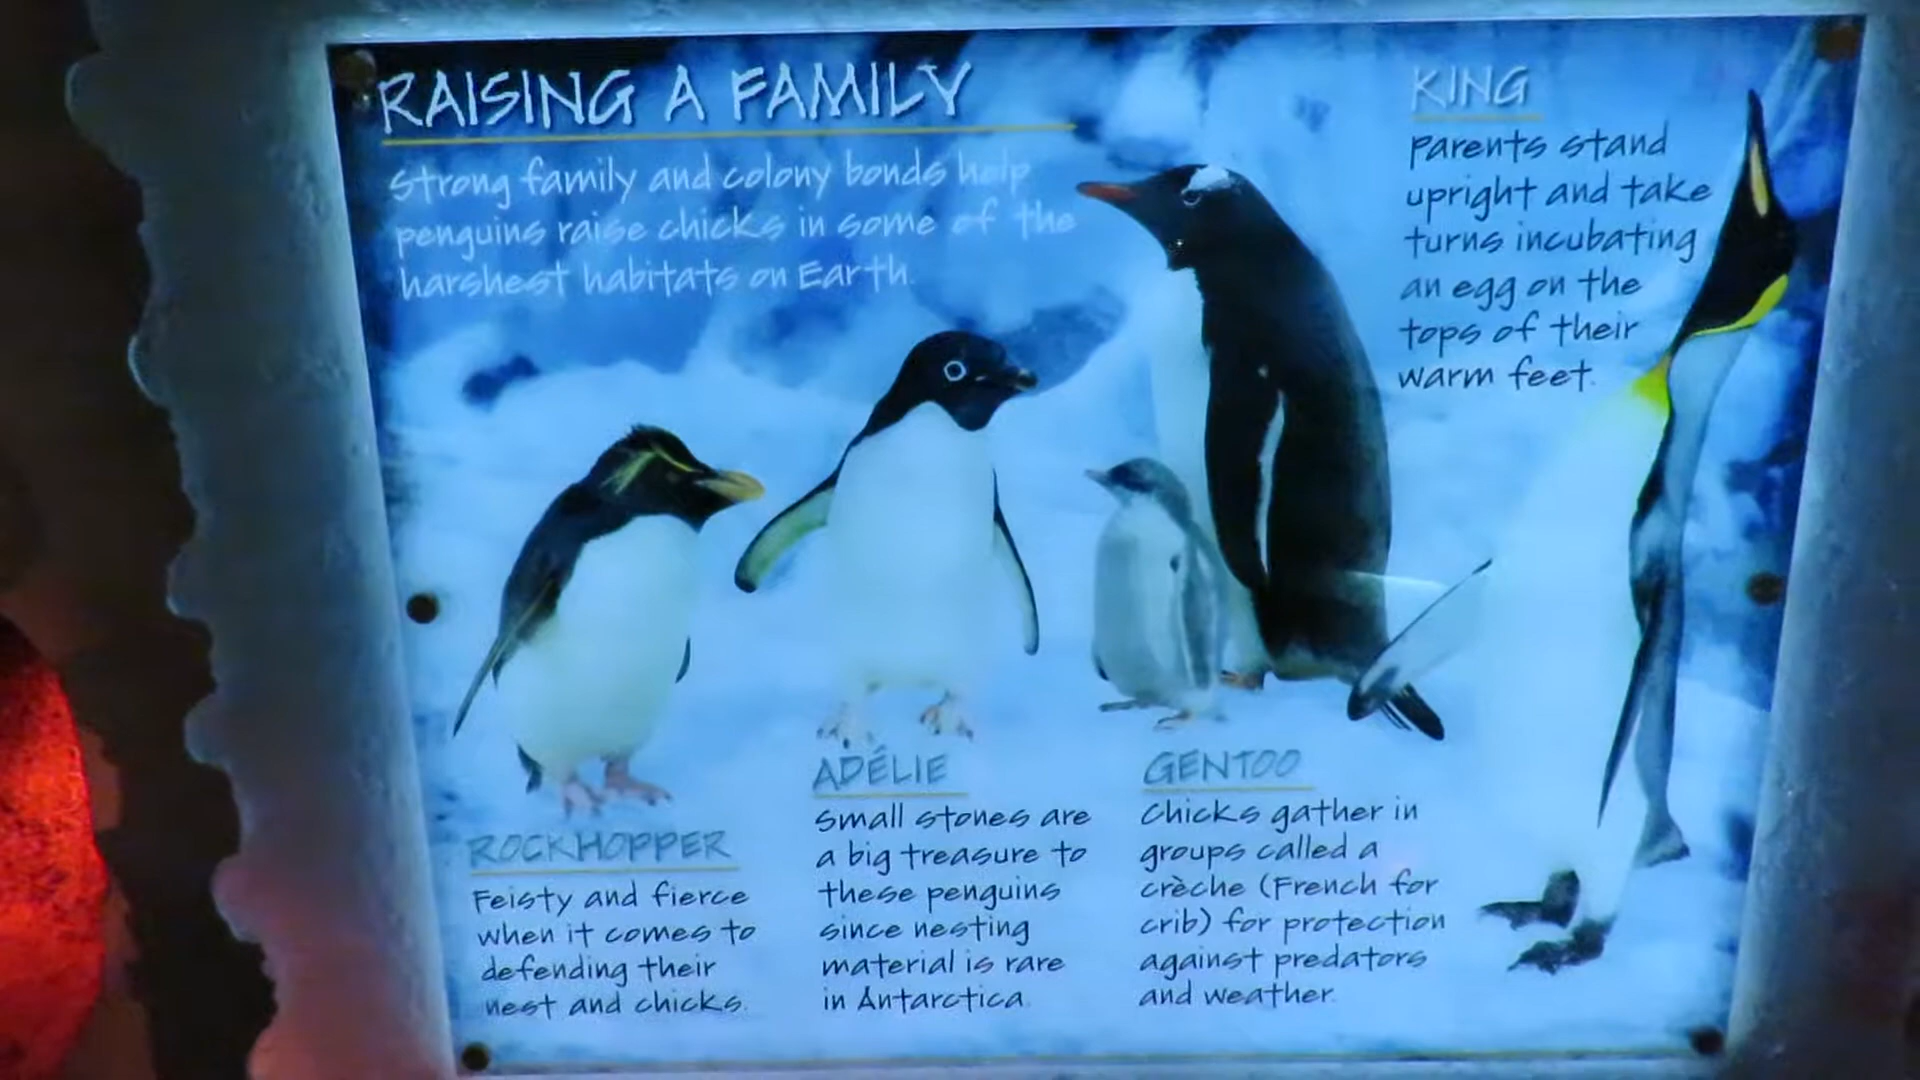 RAISING A FAMILY
Strong family and colony bonds help
penguins raise chicks in some of the
harshest habitats on Earth.
KING
Parents stand
upright and take
turns incubating
an egg on the
tops of their
warm feet.
ROCKHOPPER
Feisty and fierce
when it comes to
defending their
nest and chicks.
ADÉLIE
Small stones are
a big treasure to
these penguins
since nesting
material is rare
in Antarctica.
GENTOO
Chicks gather in
groups called a
crèche (French for
crib) for protection
against predators
and weather.